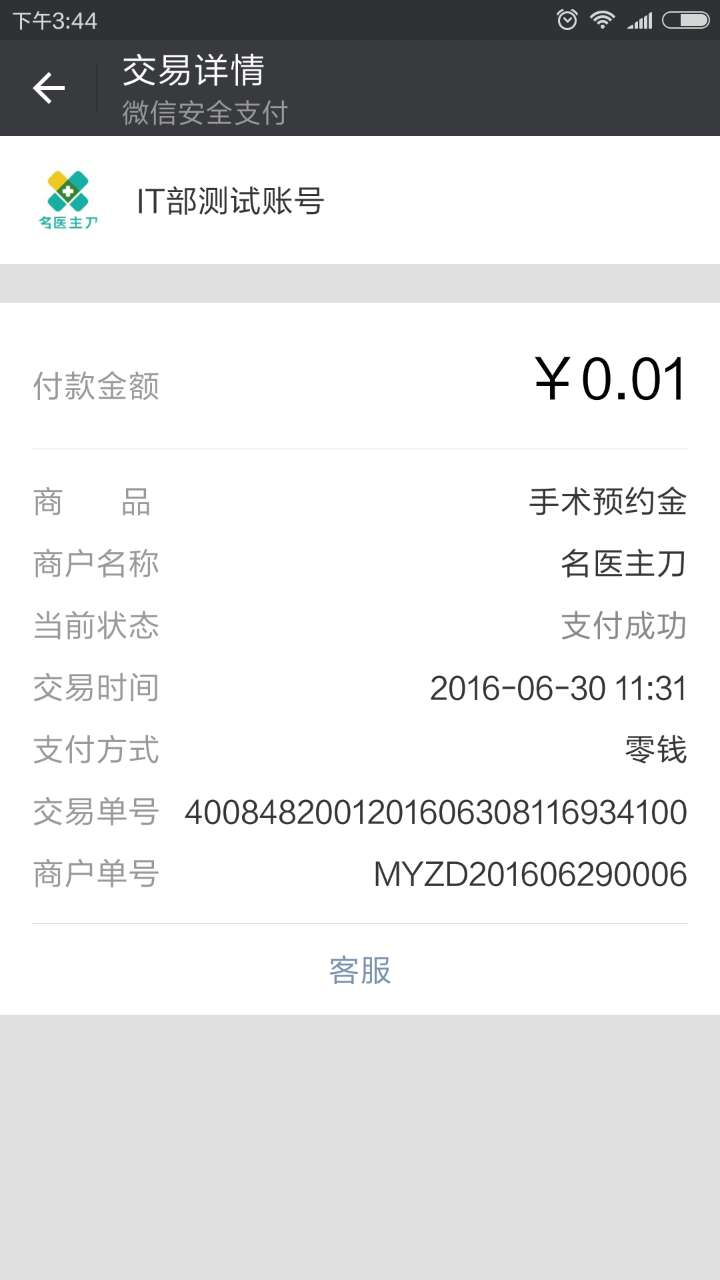 下午3:44
交易详情
微信安全支付
名医主刀
IT部测试账号
付款金额 ￥0.01
商 品 手术预约金
商户名称 名医主刀
当前状态 支付成功
交易时间 2016-06-30 11:31
支付方式 零钱
交易单号 4008482001201606308116934100
商户单号 MYZD201606290006
客服